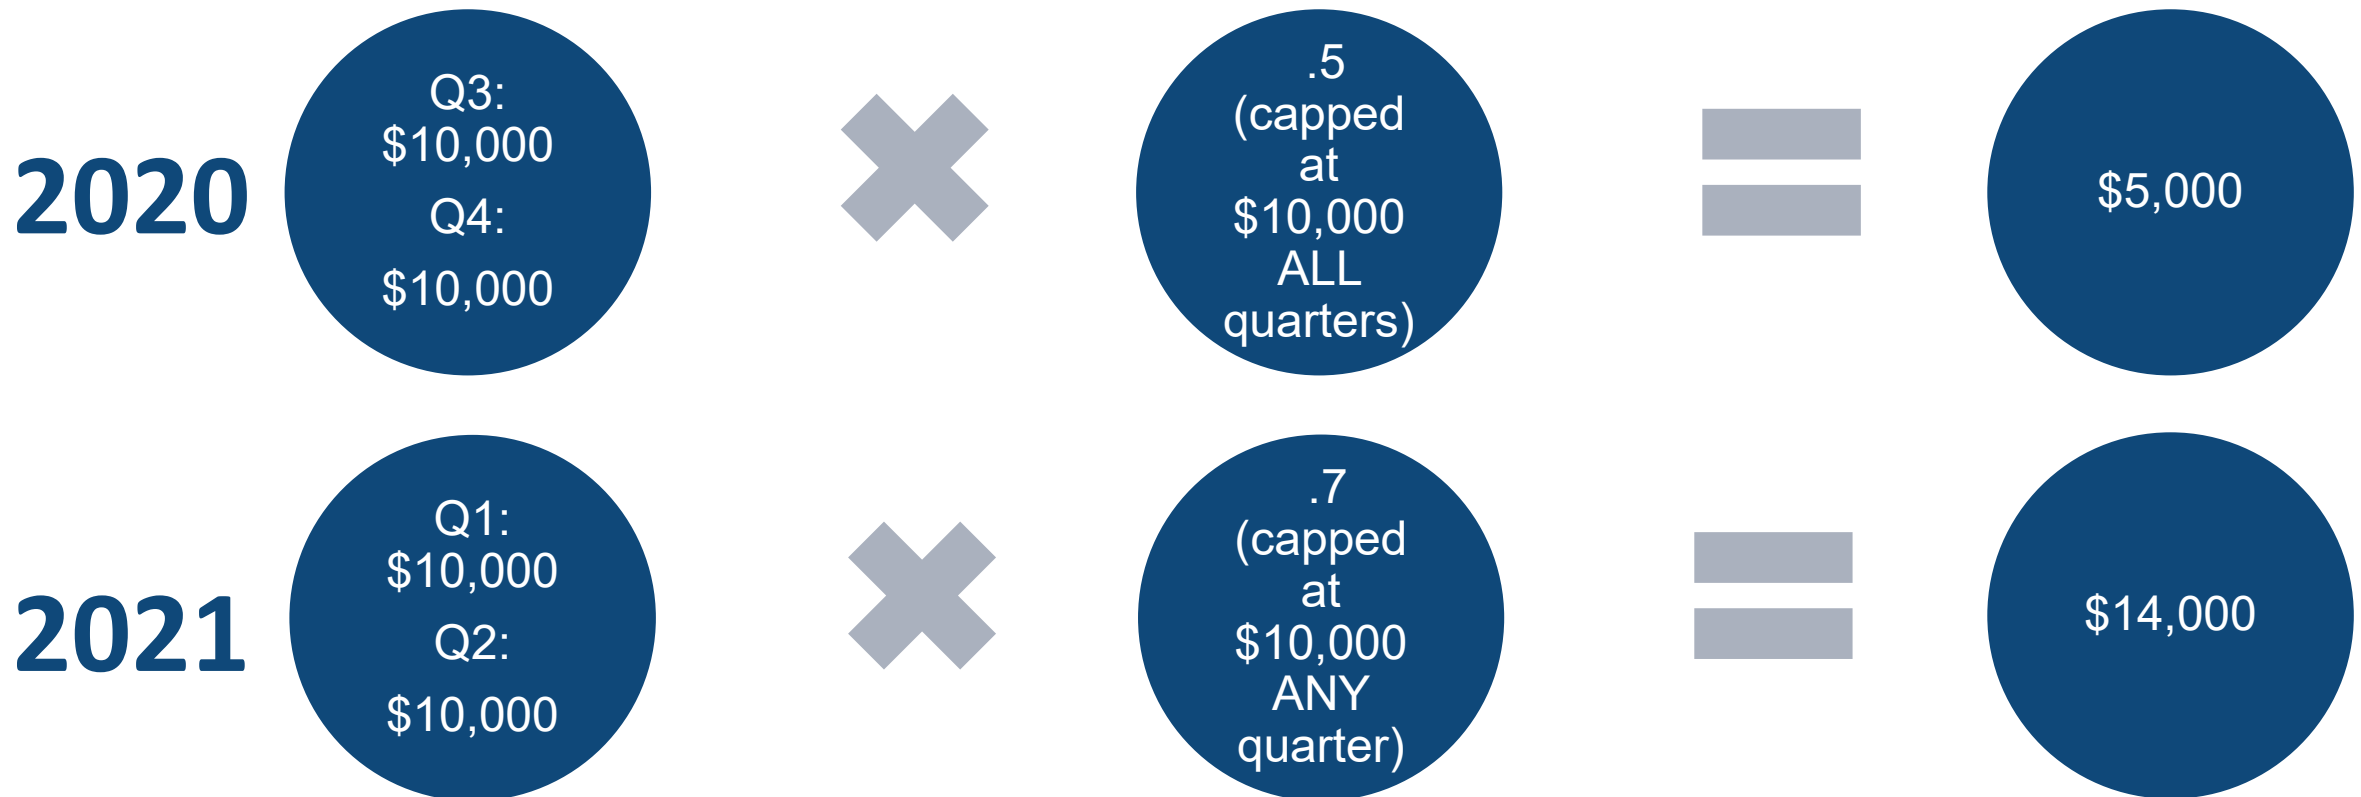 2020
Q3:
$10,000
Q4:
$10,000
.5
(capped
at
$10,000
ALL
quarters)
$5,000
2021
Q1:
$10,000
Q2:
$10,000
.7
(capped
at
$10,000
ANY
quarter)
$14,000